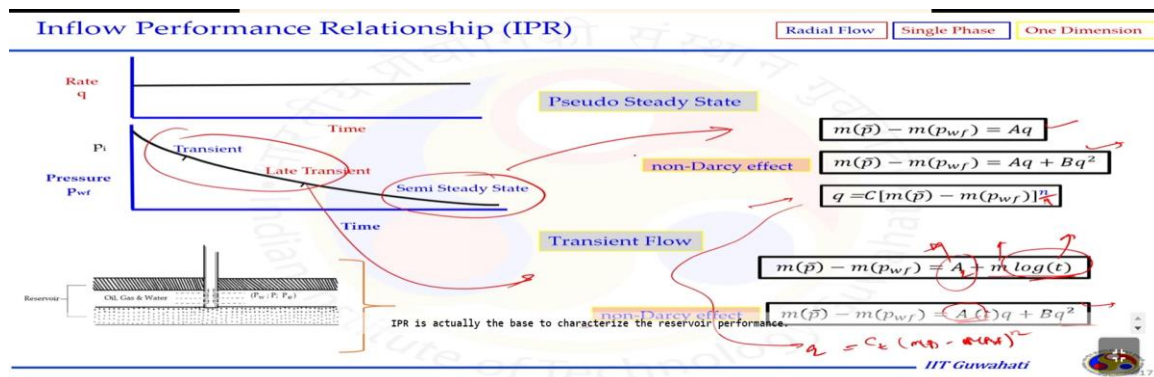 Inflow Performance Relationship (IPR)
Radial Flow
Single Phase
One Dimension
Rate
q
Time
Pi
Pressure
Pwf
Transient
Late Transient
Semi Steady State
Time
Pseudo Steady State
m(p̄) − m(p_wf) = Aq
non-Darcy effect
m(p̄) − m(p_wf) = Aq + Bq²
q =C[m(p̄) − m(p_wf)]ⁿ
Transient Flow
m(p̄) − m(p_wf) = A + m log(t)
non-Darcy effect
m(p̄) − m(p_wf) = A (t)q + Bq²
Reservoir
Oil, Gas & Water
IPR is actually the base to characterize the reservoir performance.
IIT Guwahati
17